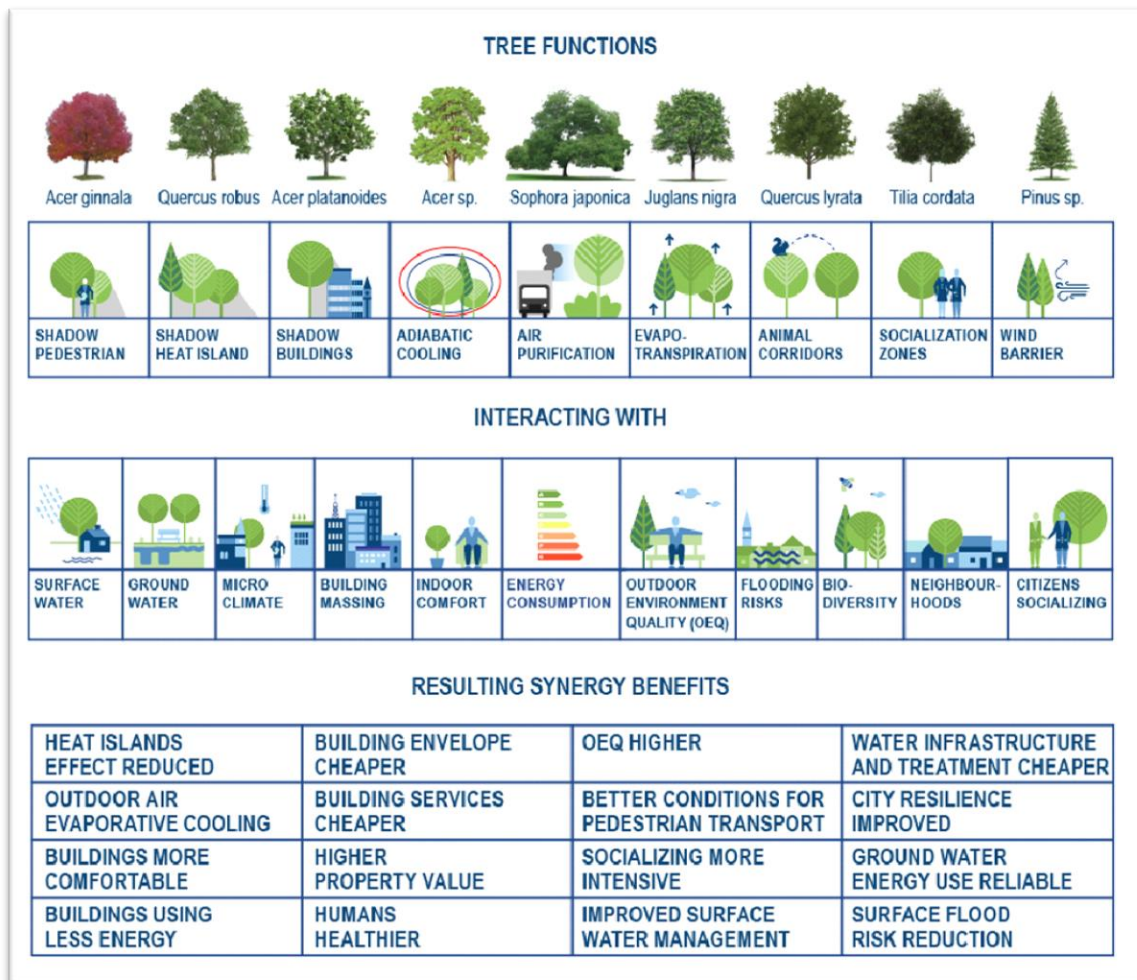 TREE FUNCTIONS
Acer ginnala Quercus robus Acer platanoides Acer sp. Sophora japonica Juglans nigra Quercus lyrata Tilia cordata Pinus sp.
SHADOW
PEDESTRIAN
SHADOW
HEAT ISLAND
SHADOW
BUILDINGS
ADIABATIC
COOLING
AIR
PURIFICATION
EVAPO-
TRANSPIRATION
ANIMAL
CORRIDORS
SOCIALIZATION
ZONES
WIND
BARRIER
INTERACTING WITH
SURFACE
WATER
GROUND
WATER
MICRO
CLIMATE
BUILDING
MASSING
INDOOR
COMFORT
ENERGY
CONSUMPTION
OUTDOOR
ENVIRONMENT
QUALITY (OEQ)
FLOODING
RISKS
BIO-
DIVERSITY
NEIGHBOUR-
HOODS
CITIZENS
SOCIALIZING
RESULTING SYNERGY BENEFITS
HEAT ISLANDS
EFFECT REDUCED
BUILDING ENVELOPE
CHEAPER
OEQ HIGHER
WATER INFRASTRUCTURE
AND TREATMENT CHEAPER
OUTDOOR AIR
EVAPORATIVE COOLING
BUILDING SERVICES
CHEAPER
BETTER CONDITIONS FOR
PEDESTRIAN TRANSPORT
CITY RESILIENCE
IMPROVED
BUILDINGS MORE
COMFORTABLE
HIGHER
PROPERTY VALUE
SOCIALIZING MORE
INTENSIVE
GROUND WATER
ENERGY USE RELIABLE
BUILDINGS USING
LESS ENERGY
HUMANS
HEALTHIER
IMPROVED SURFACE
WATER MANAGEMENT
SURFACE FLOOD
RISK REDUCTION